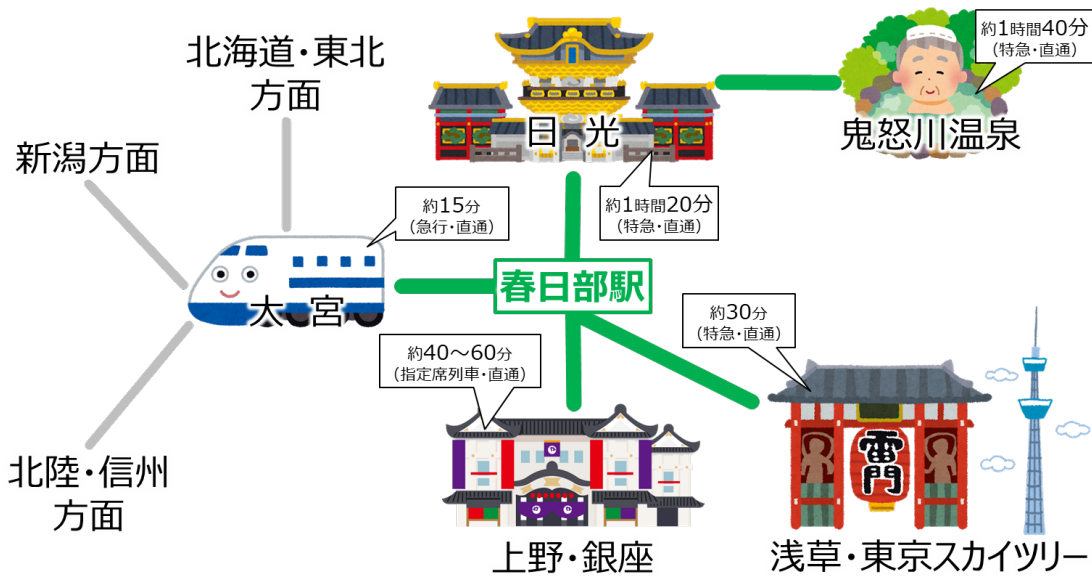 北海道・東北
方面
新潟方面
約1時間40分
(特急・直通)
日光
鬼怒川温泉
約15分
(急行・直通)
約1時間20分
(特急・直通)
大宮
春日部駅
約30分
(特急・直通)
約40～60分
(指定席列車・直通)
雷門
北陸・信州
方面
上野・銀座
浅草・東京スカイツリー